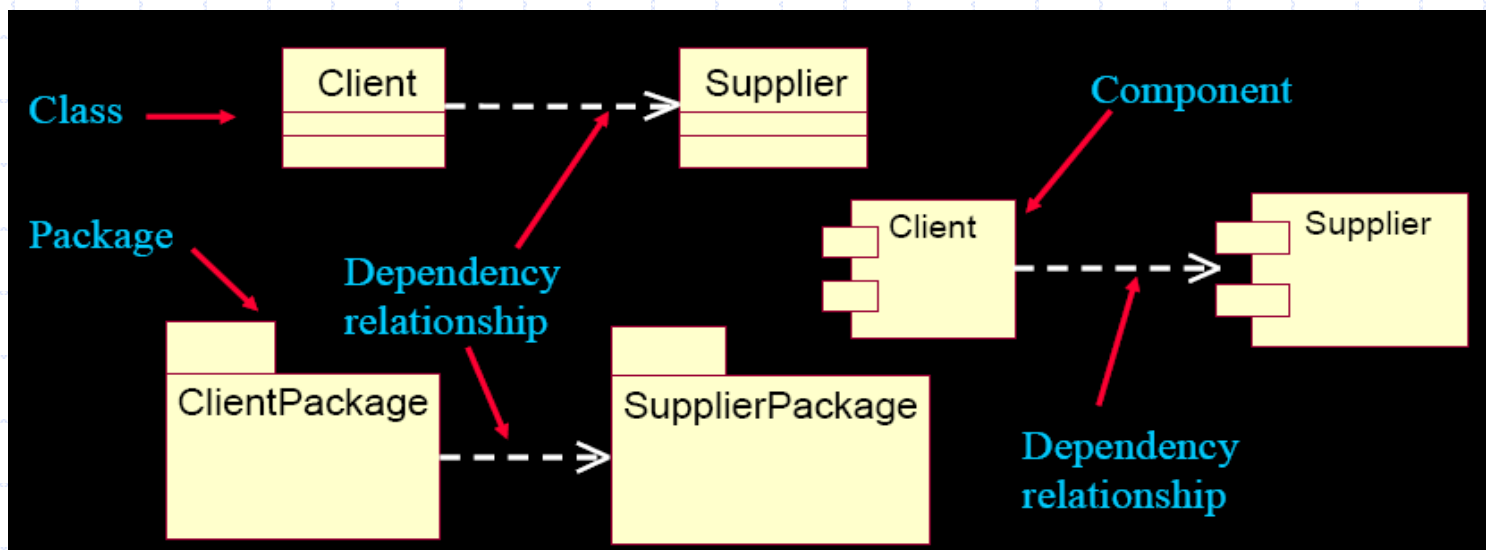 Client
Supplier
Class
Component
Package
Client
Supplier
Dependency
relationship
ClientPackage
SupplierPackage
Dependency
relationship